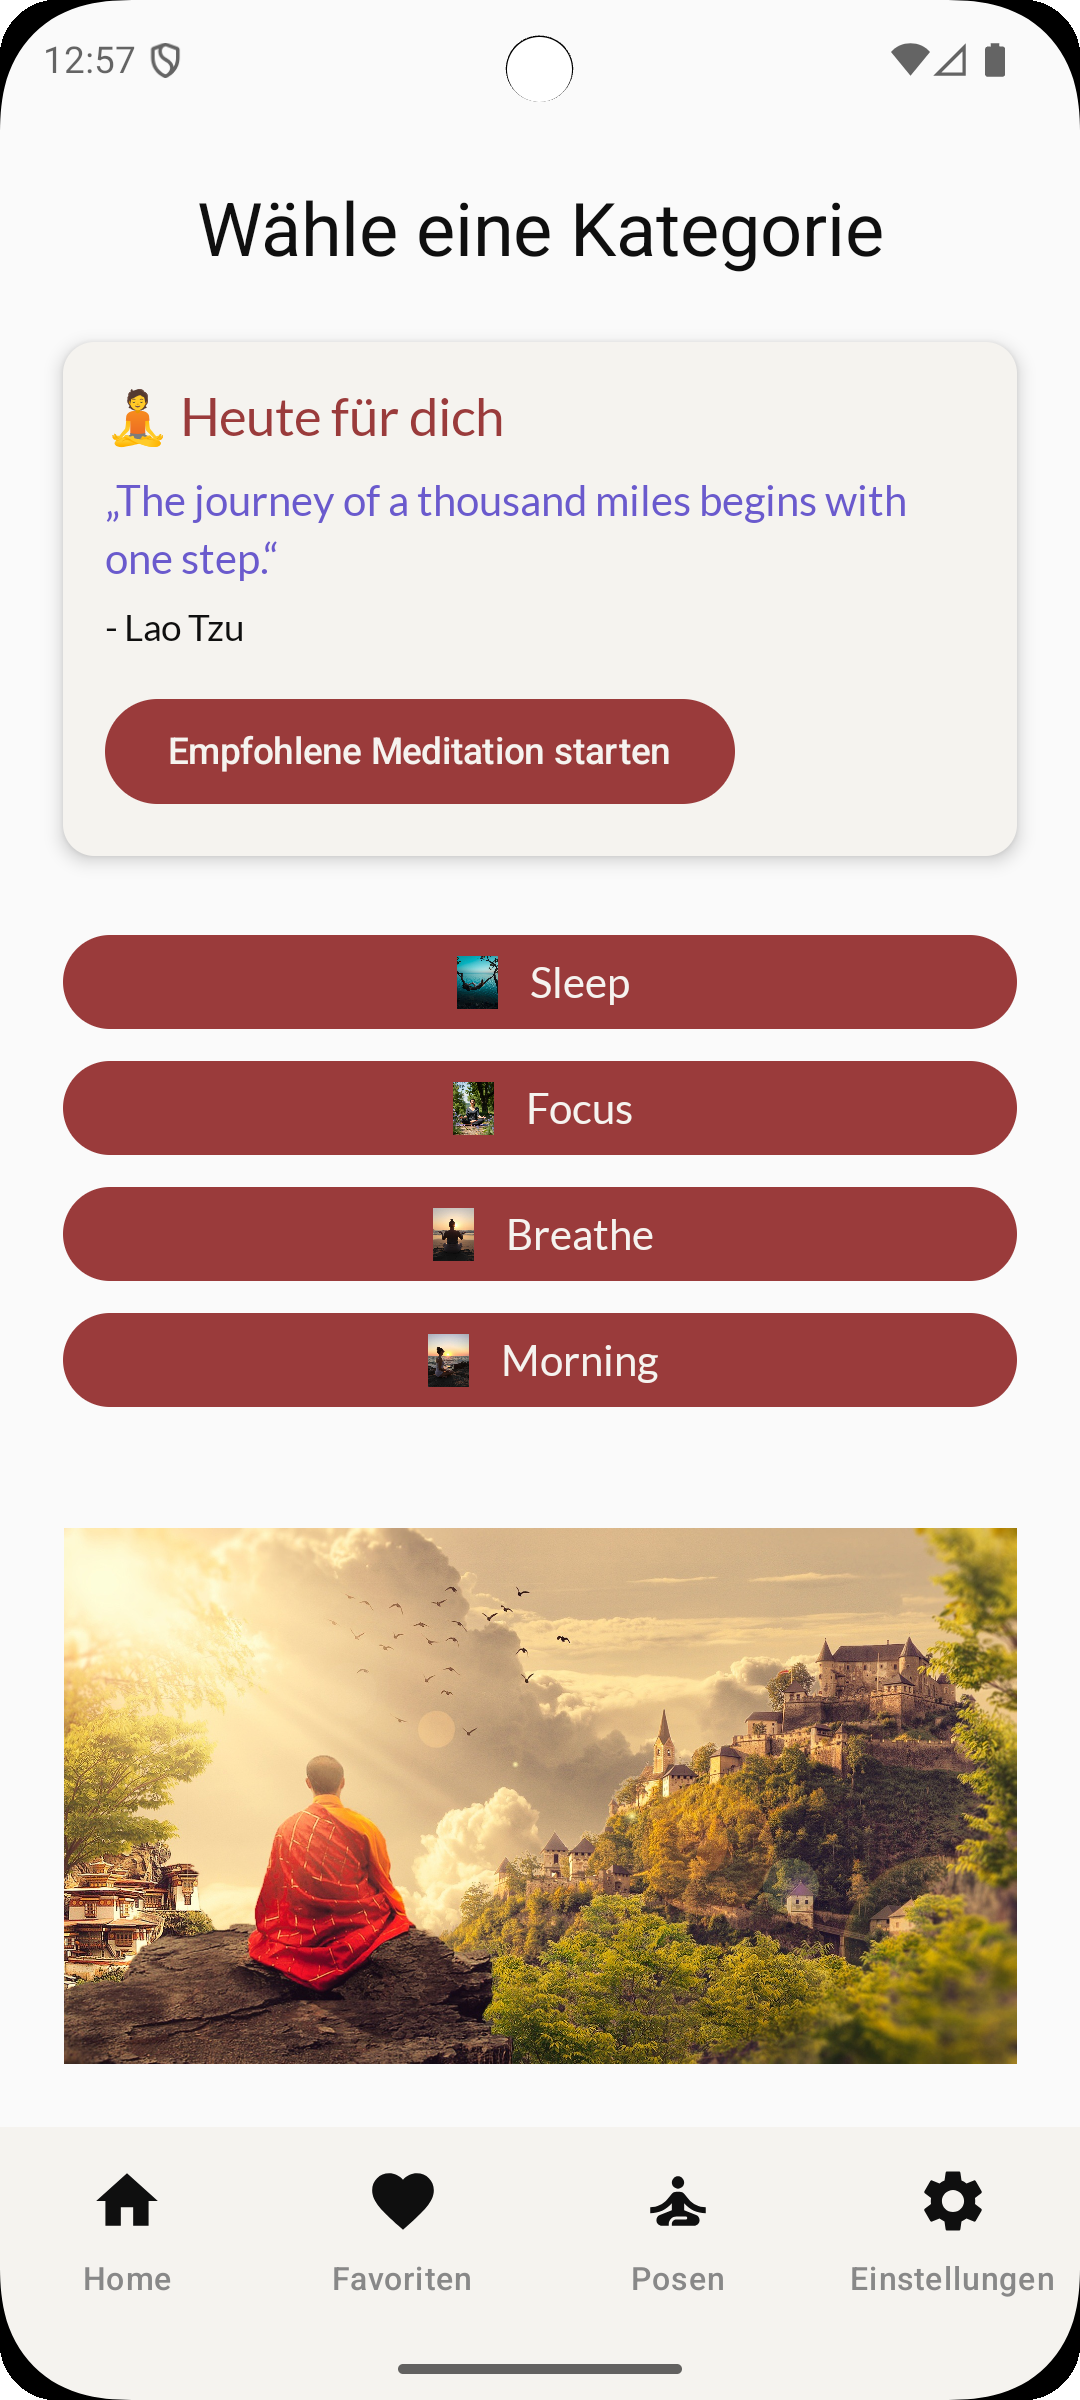 12:57
Wähle eine Kategorie
Heute für dich
„The journey of a thousand miles begins with
one step.“
- Lao Tzu
Empfohlene Meditation starten
Sleep
Focus
Breathe
Morning
Home
Favoriten
Posen
Einstellungen